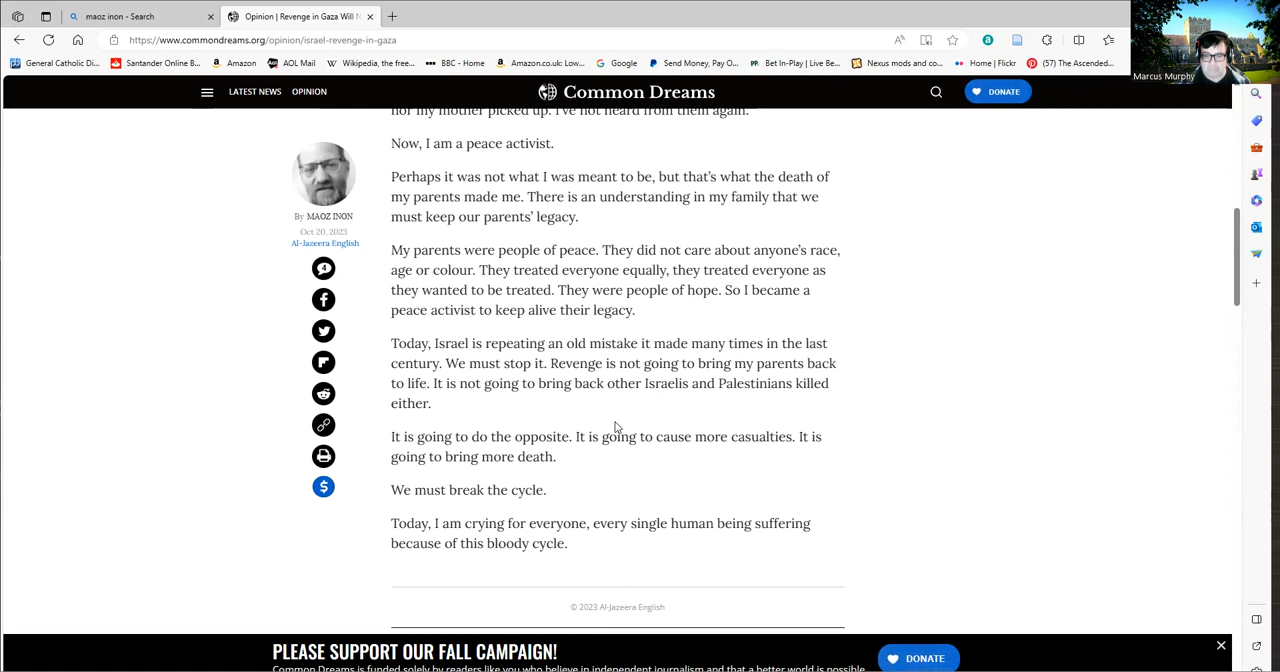 maoz inon - Search
Opinion | Revenge in Gaza Will N
https://www.commondreams.org/opinion/israel-revenge-in-gaza
General Catholic Di...
Santander Online B...
Amazon
AOL Mail
Wikipedia, the free...
BBC - Home
Amazon.co.uk: Low...
Google
Send Money, Pay O...
Bet In-Play | Live Be...
Nexus mods and co...
Home | Flickr
(57) The Ascended...
Marcus Murphy
LATEST NEWS
OPINION
Common Dreams
DONATE
nor my mother picked up. I've not heard from them again.
Now, I am a peace activist.
Perhaps it was not what I was meant to be, but that's what the death of
my parents made me. There is an understanding in my family that we
must keep our parents' legacy.
By MAOZ INON
Oct 20, 2023
Al-Jazeera English
4
My parents were people of peace. They did not care about anyone's race,
age or colour. They treated everyone equally, they treated everyone as
they wanted to be treated. They were people of hope. So I became a
peace activist to keep alive their legacy.
Today, Israel is repeating an old mistake it made many times in the last
century. We must stop it. Revenge is not going to bring my parents back
to life. It is not going to bring back other Israelis and Palestinians killed
either.
It is going to do the opposite. It is going to cause more casualties. It is
going to bring more death.
We must break the cycle.
Today, I am crying for everyone, every single human being suffering
because of this bloody cycle.
© 2023 Al-Jazeera English
PLEASE SUPPORT OUR FALL CAMPAIGN!
Common Dreams is funded solely by readers like you who believe in independent journalism and that a better world is possible.
DONATE